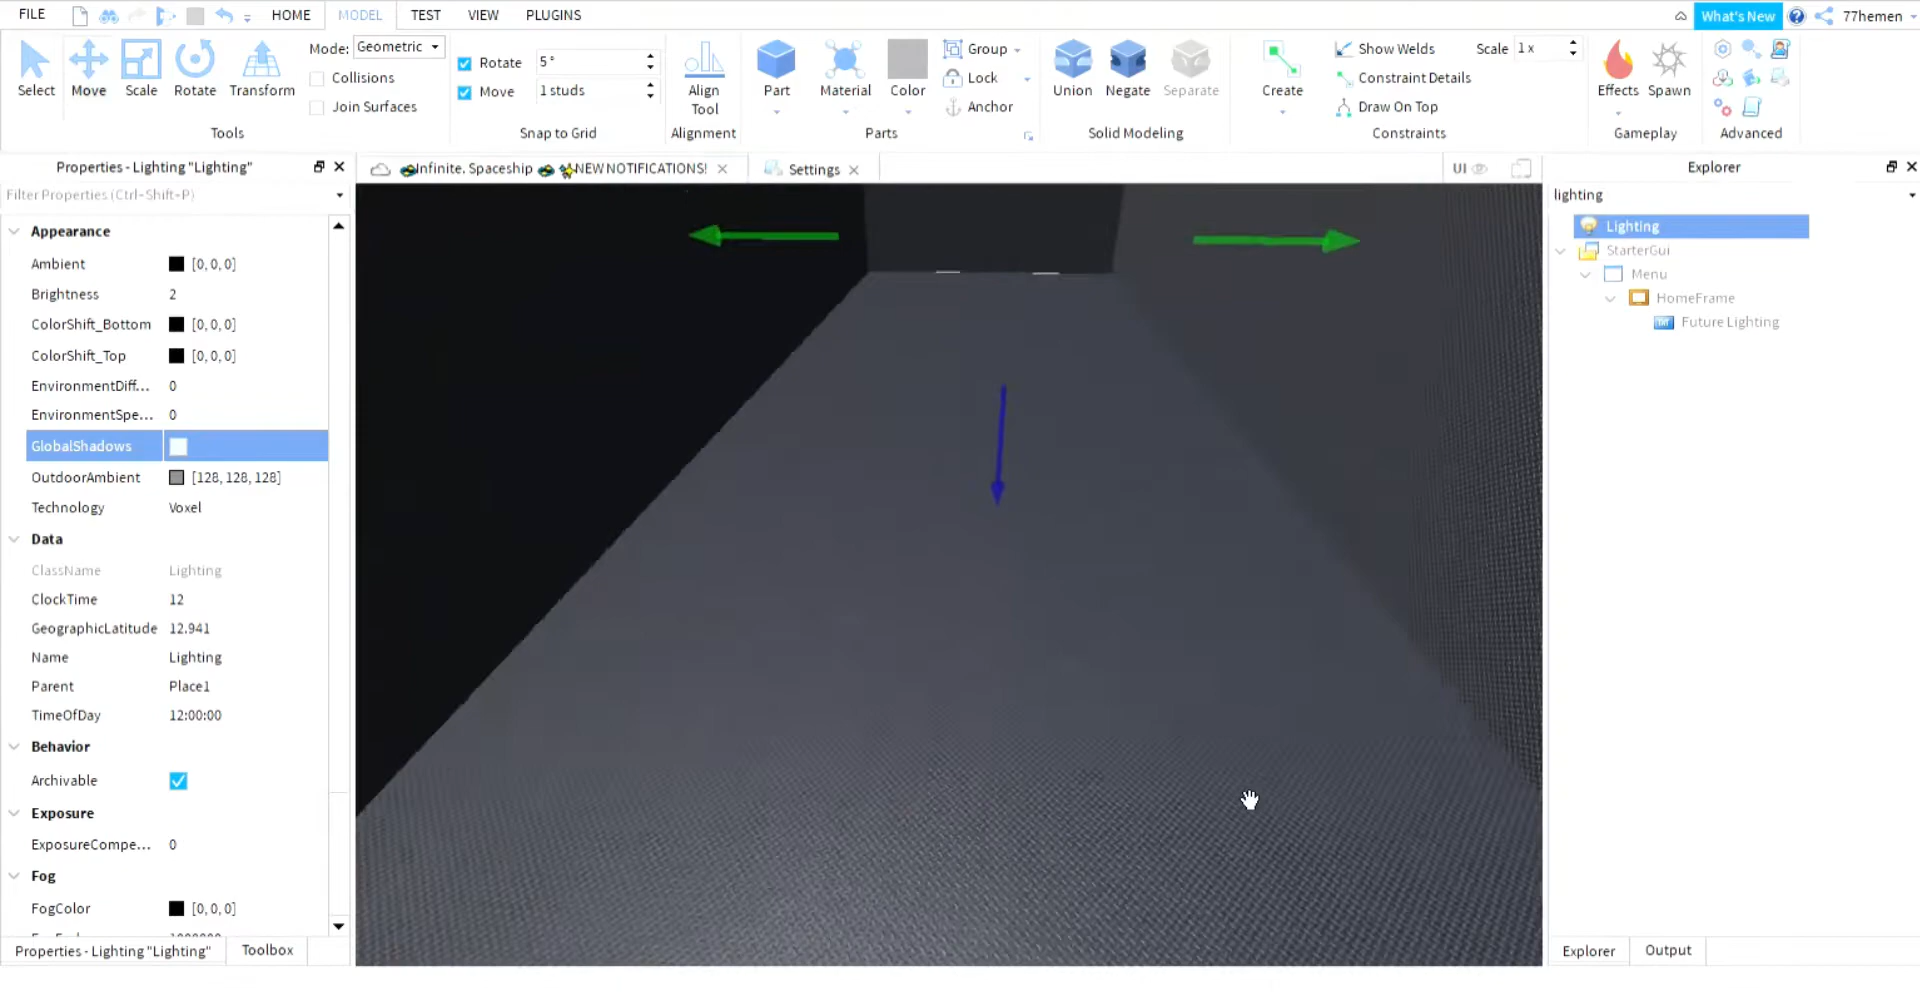 FILE HOME MODEL TEST VIEW PLUGINS What's New 77hemen
Select Move Scale Rotate Transform
Mode: Geometric
Collisions
Join Surfaces
Tools
Rotate 5°
Move 1 studs
Snap to Grid
Align Tool
Alignment
Part Material Color
Group
Lock
Anchor
Parts
Union Negate Separate
Solid Modeling
Create
Show Welds
Constraint Details
Draw On Top
Scale 1 x
Constraints
Effects Spawn
Gameplay
Advanced
Properties - Lighting "Lighting"
Infinite, Spaceship NEW NOTIFICATIONS! Settings UI
Explorer
Filter Properties (Ctrl+Shift+P)
Appearance
Ambient [0, 0, 0]
Brightness 2
ColorShift_Bottom [0, 0, 0]
ColorShift_Top [0, 0, 0]
EnvironmentDiff... 0
EnvironmentSpe... 0
GlobalShadows
OutdoorAmbient [128, 128, 128]
Technology Voxel
Data
ClassName Lighting
ClockTime 12
GeographicLatitude 12.941
Name Lighting
Parent Place1
TimeOfDay 12:00:00
Behavior
Archivable
Exposure
ExposureCompe... 0
Fog
FogColor [0, 0, 0]
Properties - Lighting "Lighting" Toolbox
lighting
Lighting
StarterGui
Menu
HomeFrame
Future Lighting
Explorer Output